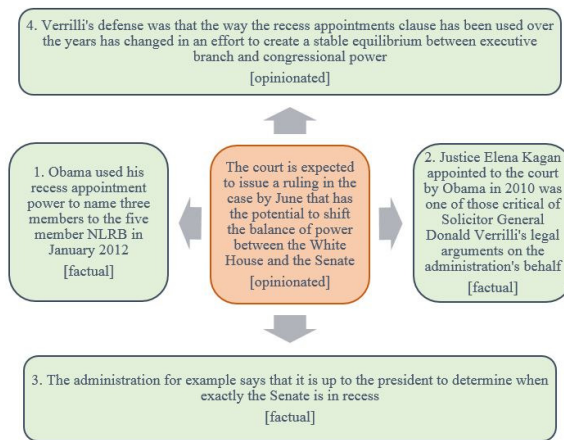 4. Verrilli's defense was that the way the recess appointments clause has been used over
the years has changed in an effort to create a stable equilibrium between executive
branch and congressional power
[opinionated]
1. Obama used his
recess appointment
power to name three
members to the five
member NLRB in
January 2012
[factual]
The court is expected
to issue a ruling in the
case by June that has
the potential to shift
the balance of power
between the White
House and the Senate
[opinionated]
2. Justice Elena Kagan
appointed to the court
by Obama in 2010 was
one of those critical of
Solicitor General
Donald Verrilli's legal
arguments on the
administration's behalf
[factual]
3. The administration for example says that it is up to the president to determine when
exactly the Senate is in recess
[factual]